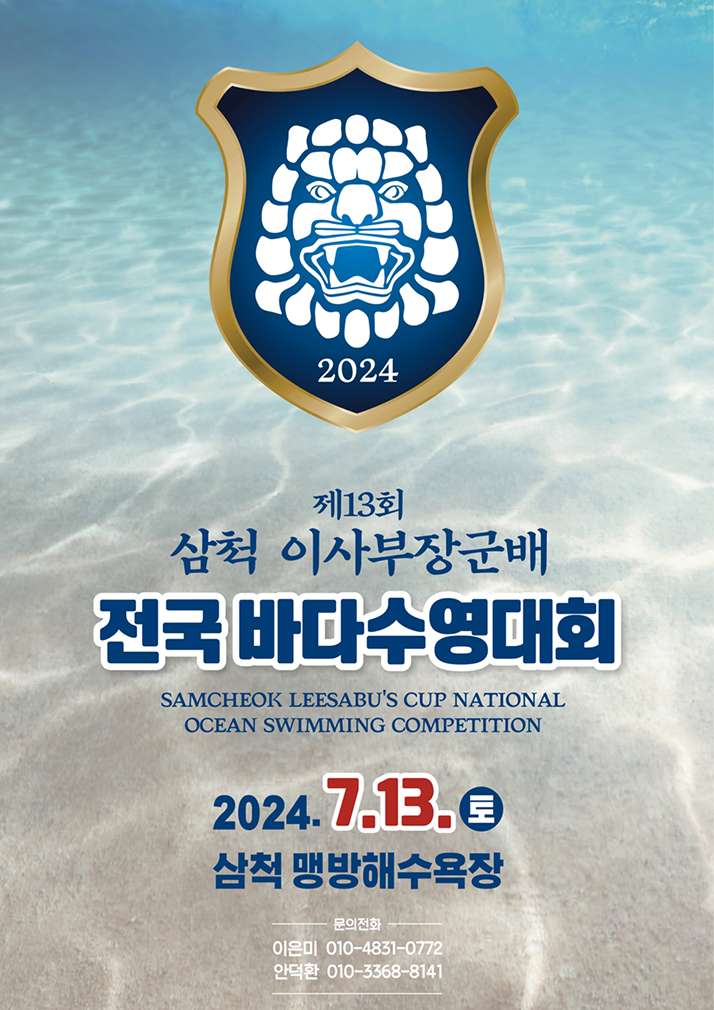 2024
제13회
삼척 이사부장군배
전국 바다수영대회
SAMCHEOK LEESABU'S CUP NATIONAL
OCEAN SWIMMING COMPETITION
2024. 7.13. 토
삼척 맹방해수욕장
문의전화
이은미 010-4831-0772
안덕환 010-3368-8141